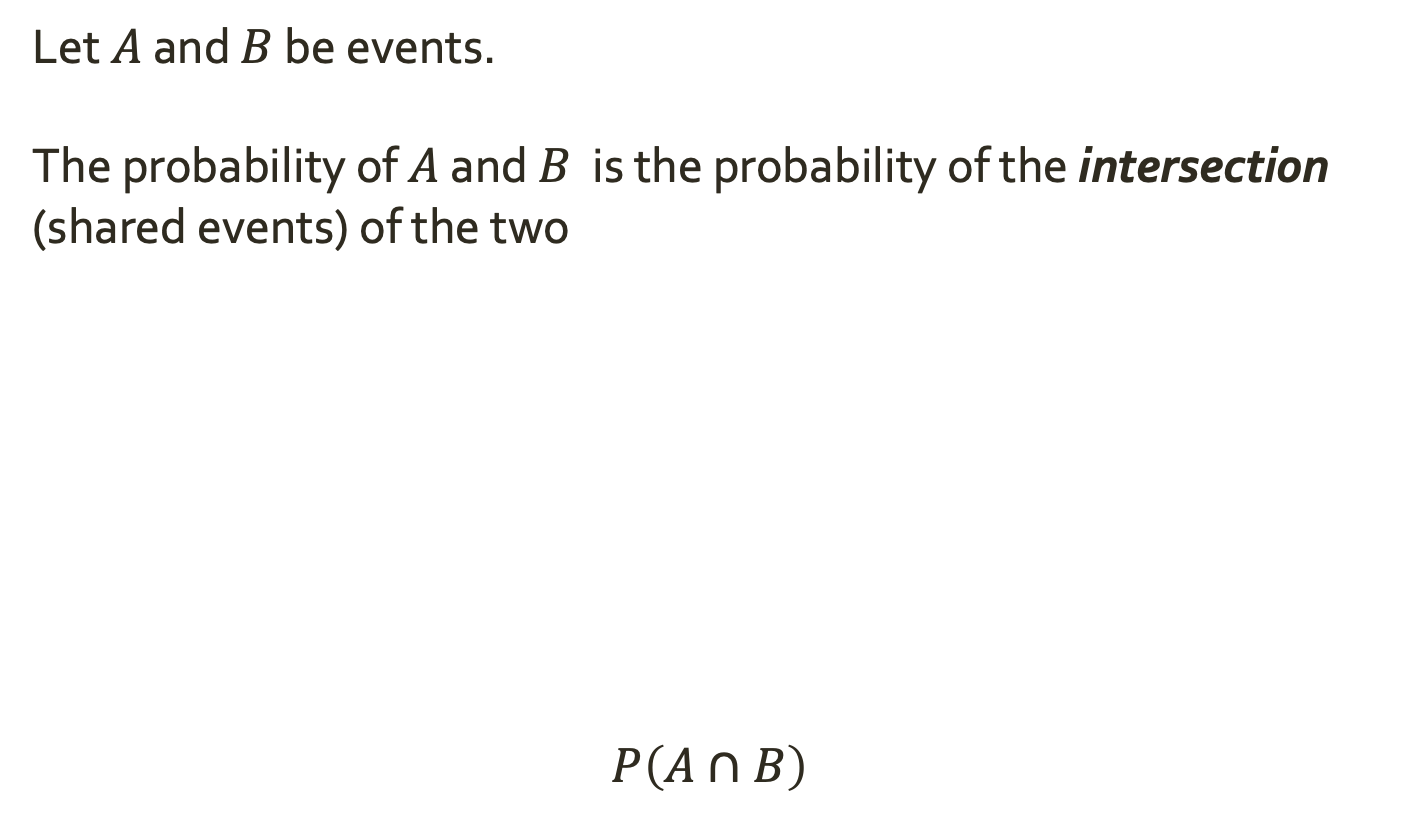 Let A and B be events.
The probability of A and B is the probability of the intersection
(shared events) of the two
P(A ∩ B)